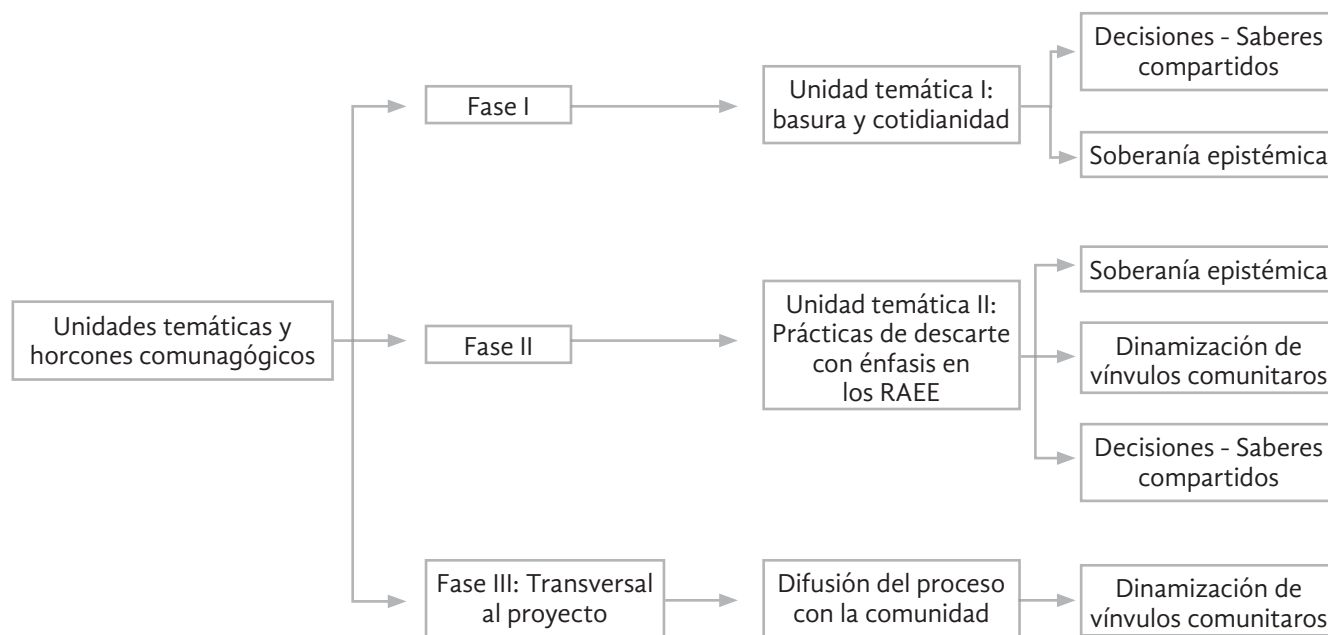 Unidades temáticas y
horcones comunagógicos
Fase I
Unidad temática I:
basura y cotidianidad
Decisiones - Saberes
compartidos
Soberanía epistémica
Fase II
Unidad temática II:
Prácticas de descarte
con énfasis en
los RAEE
Soberanía epistémica
Dinamización de
vínvulos comunitaros
Decisiones - Saberes
compartidos
Fase III: Transversal
al proyecto
Difusión del proceso
con la comunidad
Dinamización de
vínvulos comunitaros